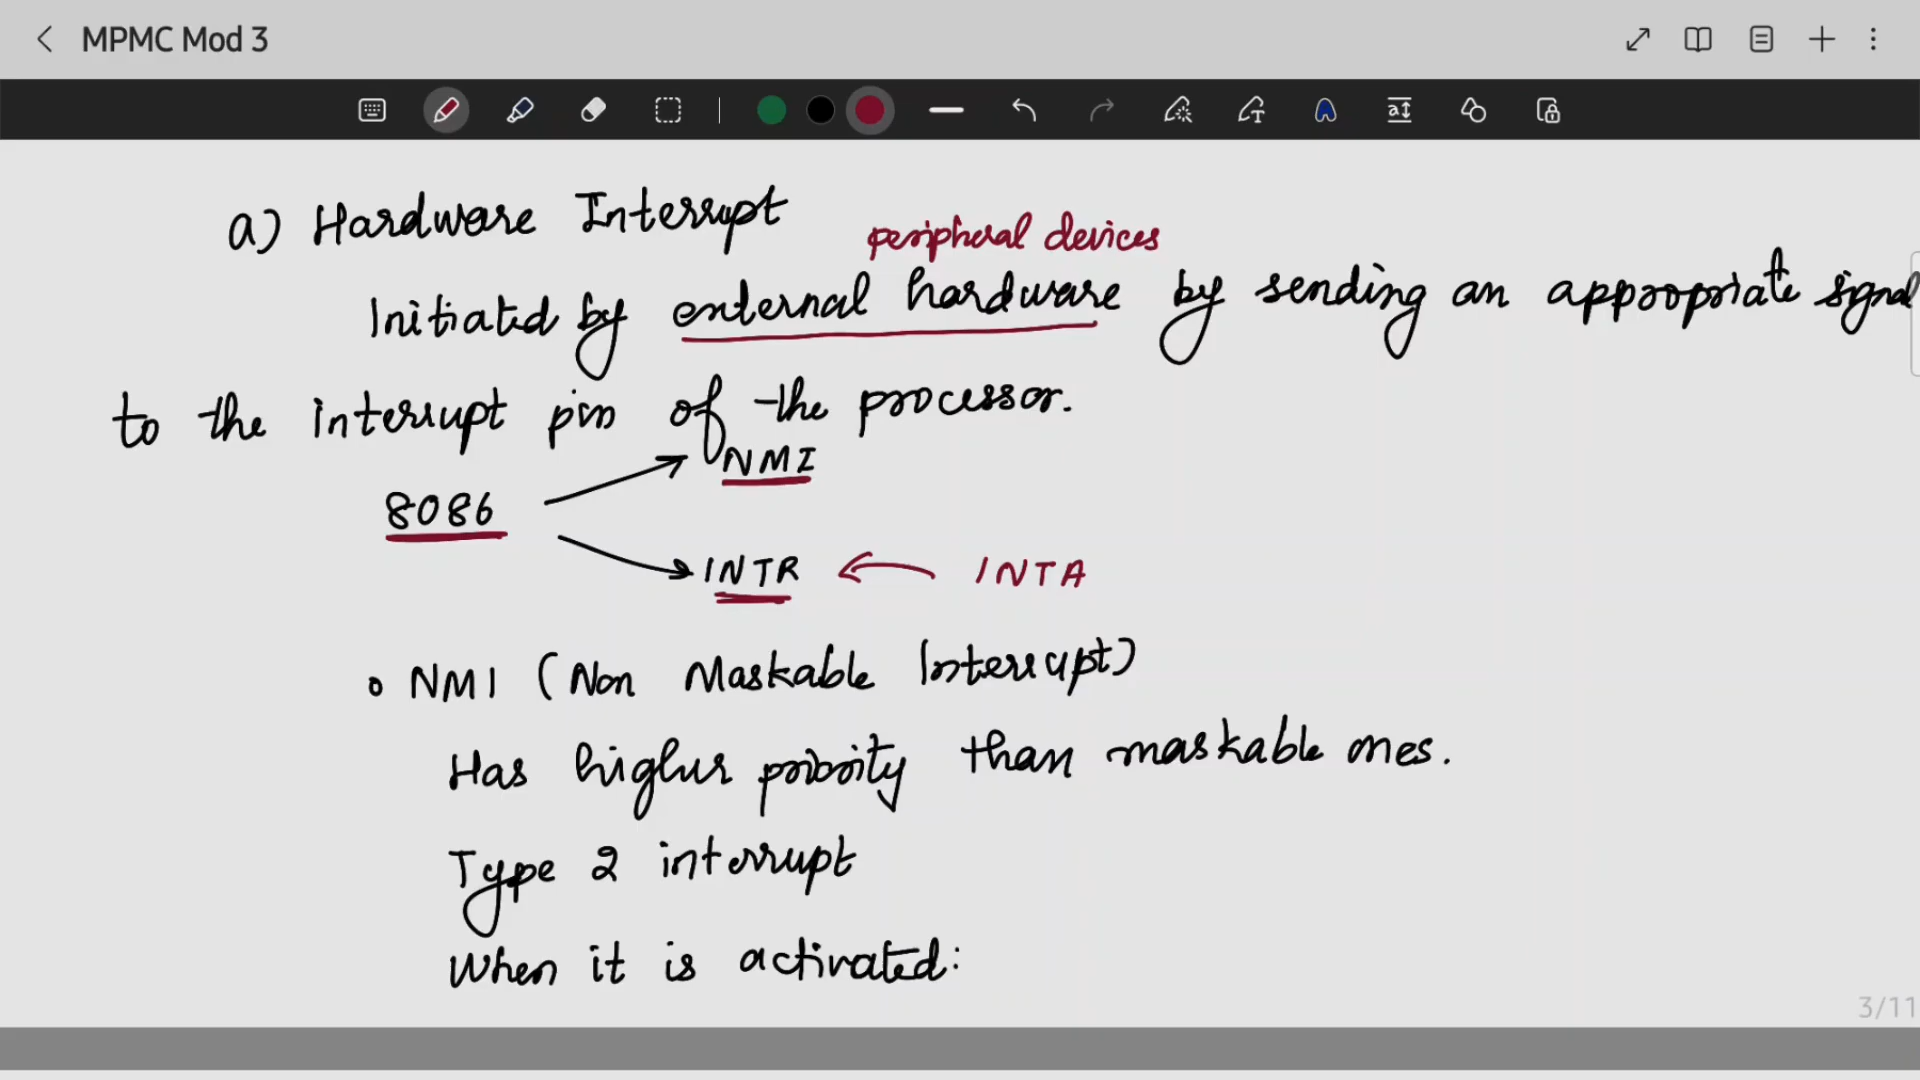 MPMC Mod 3
a) Hardware Interrupt
peripheral devices
Initiated by external hardware by sending an appropriate signal
to the interrupt pin of the processor.
NMI
8086
INTR INTA
• NMI (Non Maskable Interrupt)
Has higher priority than maskable ones.
Type 2 interrupt
When it is activated:
3/11